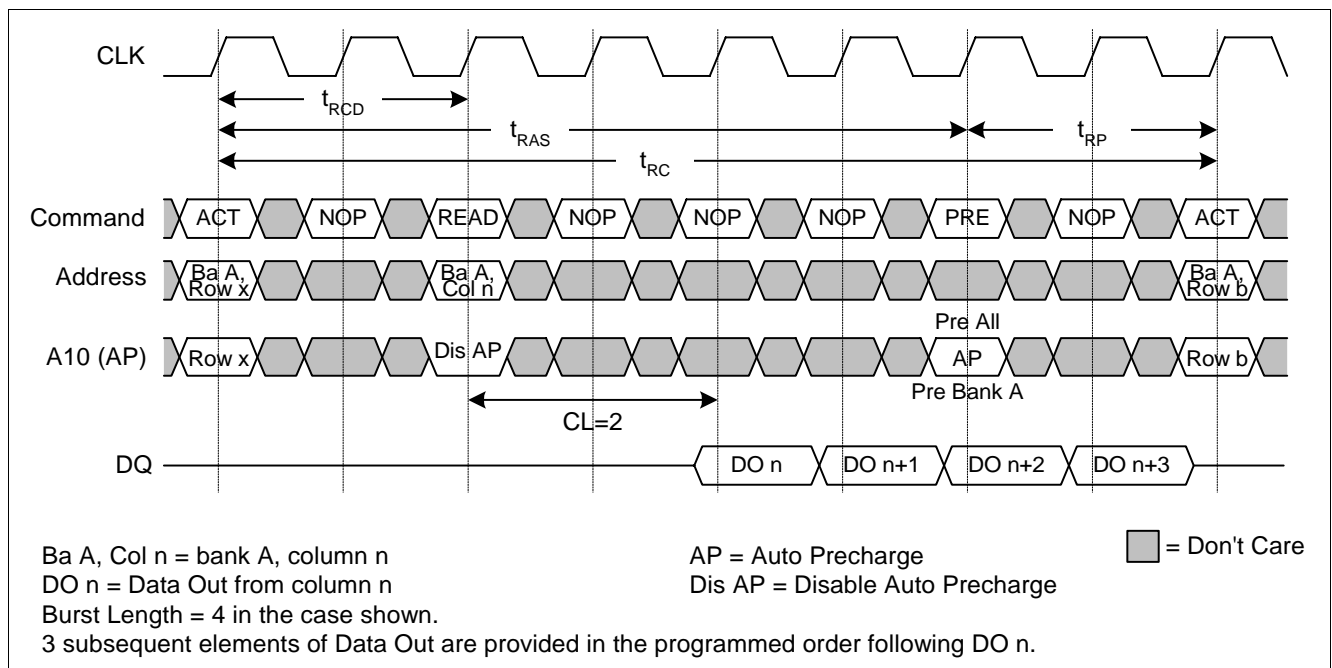 CLK
tRCD
tRAS
tRP
tRC
Command ACT NOP READ NOP NOP NOP PRE NOP ACT
Address Ba A, Row x Ba A, Col n Ba A, Row b
Pre All
A10 (AP) Row x Dis AP AP Row b
Pre Bank A
CL=2
DQ DO n DO n+1 DO n+2 DO n+3
Ba A, Col n = bank A, column n
DO n = Data Out from column n
Burst Length = 4 in the case shown.
3 subsequent elements of Data Out are provided in the programmed order following DO n.
AP = Auto Precharge
Dis AP = Disable Auto Precharge
= Don't Care